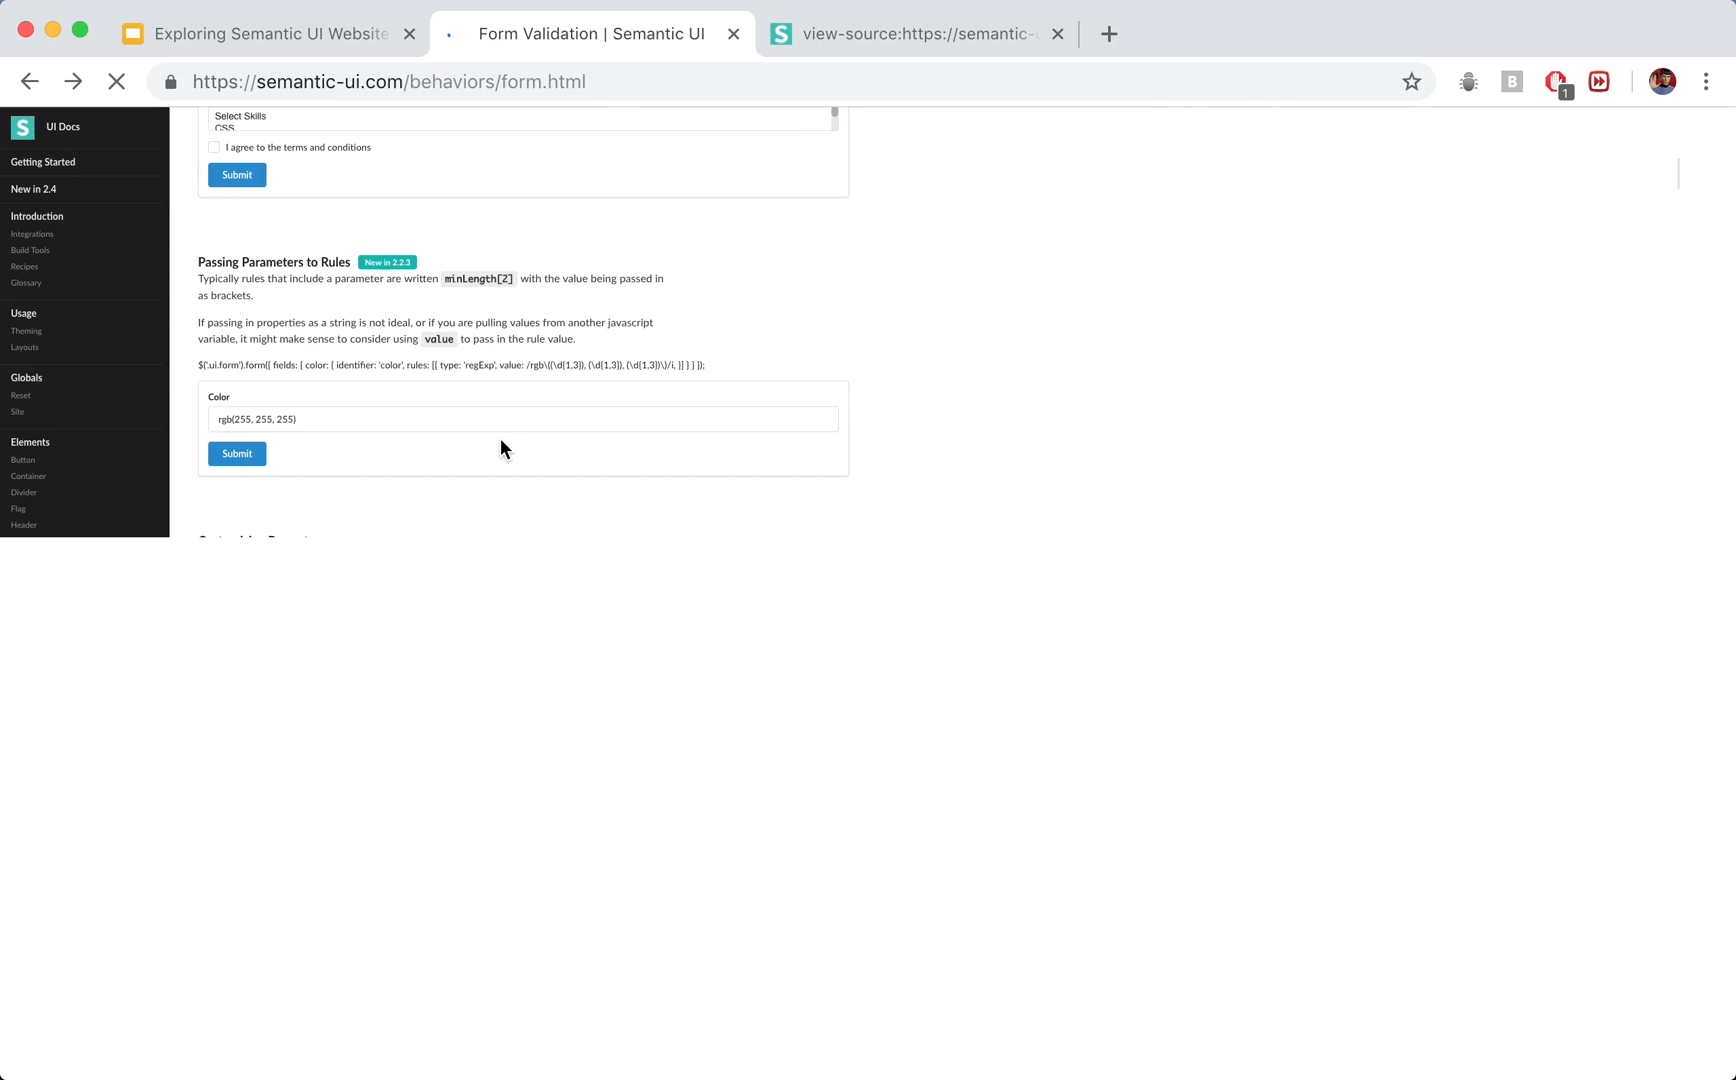 Exploring Semantic UI Website
Form Validation | Semantic UI
view-source:https://semantic-u
https://semantic-ui.com/behaviors/form.html
B
1
S
UI Docs
Getting Started
New in 2.4
Introduction
Integrations
Build Tools
Recipes
Glossary
Usage
Theming
Layouts
Globals
Reset
Site
Elements
Button
Container
Divider
Flag
Header
Select Skills
CSS
I agree to the terms and conditions
Submit
Passing Parameters to Rules New in 2.2.3
Typically rules that include a parameter are written minLength[2] with the value being passed in
as brackets.
If passing in properties as a string is not ideal, or if you are pulling values from another javascript
variable, it might make sense to consider using value to pass in the rule value.
$('.ui.form').form({ fields: { color: { identifier: 'color', rules: [{ type: 'regExp', value: /rgb\((\d{1,3}), (\d{1,3}), (\d{1,3})\)/i, }] } } });
Color
rgb(255, 255, 255)
Submit